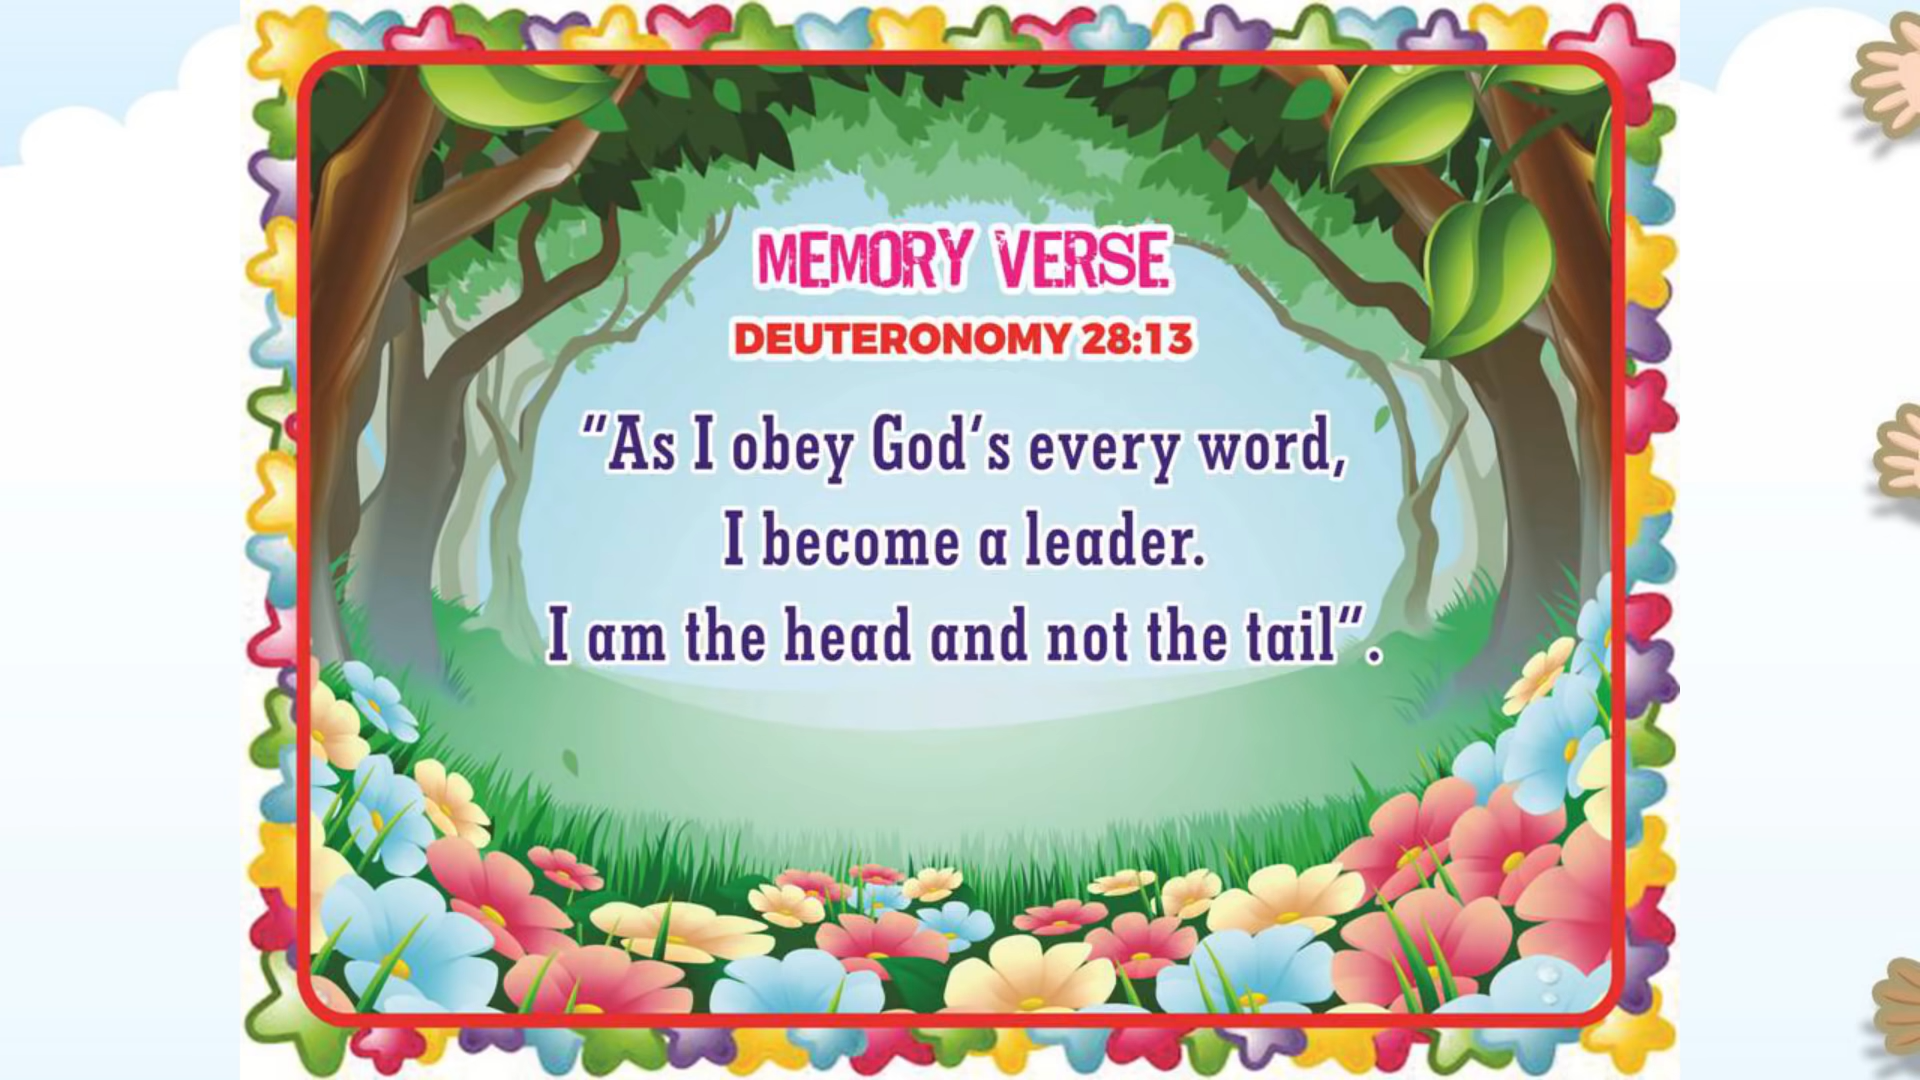 MEMORY VERSE
DEUTERONOMY 28:13
"As I obey God's every word,
I become a leader.
I am the head and not the tail".